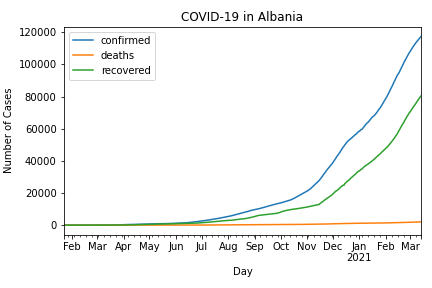 COVID-19 in Albania
confirmed
deaths
recovered
Number of Cases
120000
100000
80000
60000
40000
20000
0
Feb Mar Apr May Jun Jul Aug Sep Oct Nov Dec Jan Feb Mar
2021
Day